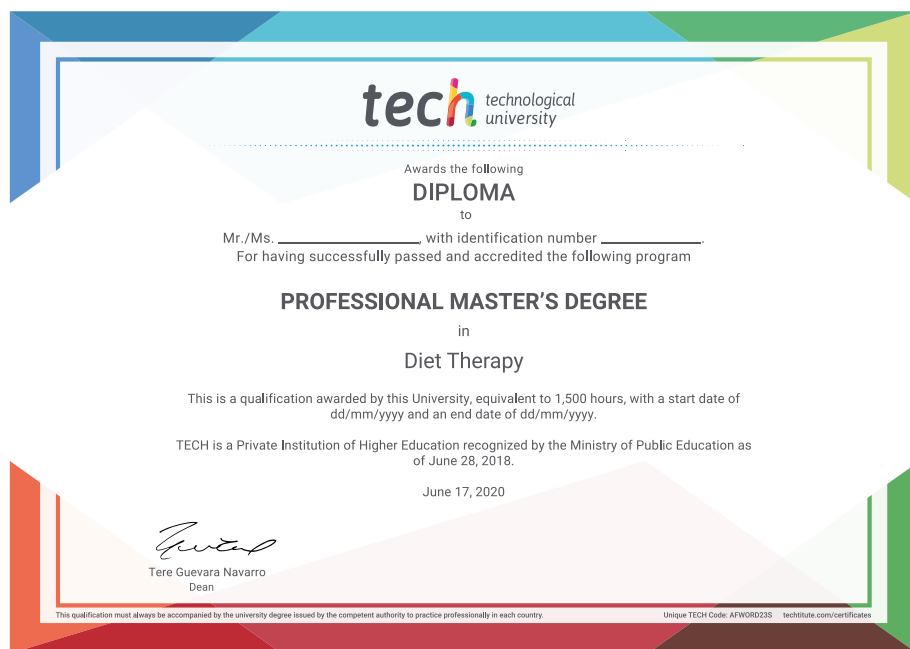 tech technological
university
Awards the following
DIPLOMA
to
Mr./Ms. ________________, with identification number ____________.
For having successfully passed and accredited the following program
PROFESSIONAL MASTER'S DEGREE
in
Diet Therapy
This is a qualification awarded by this University, equivalent to 1,500 hours, with a start date of
dd/mm/yyyy and an end date of dd/mm/yyyy.
TECH is a Private Institution of Higher Education recognized by the Ministry of Public Education as
of June 28, 2018.
June 17, 2020
Tere Guevara Navarro
Dean
This qualification must always be accompanied by the university degree issued by the competent authority to practice professionally in each country. Unique TECH Code: AFWORD23S techtitute.com/certificates